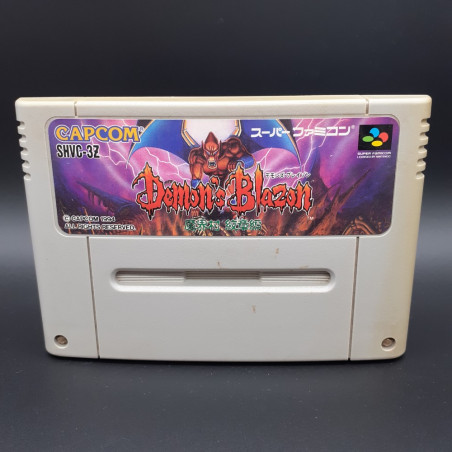 CAPCOM
SHVC-3Z
スーパーファミコン
SUPER FAMICOM
デモンズブレイゾン
Demon's Blazon
魔界村 紋章編
© CAPCOM 1994
ALL RIGHTS RESERVED.